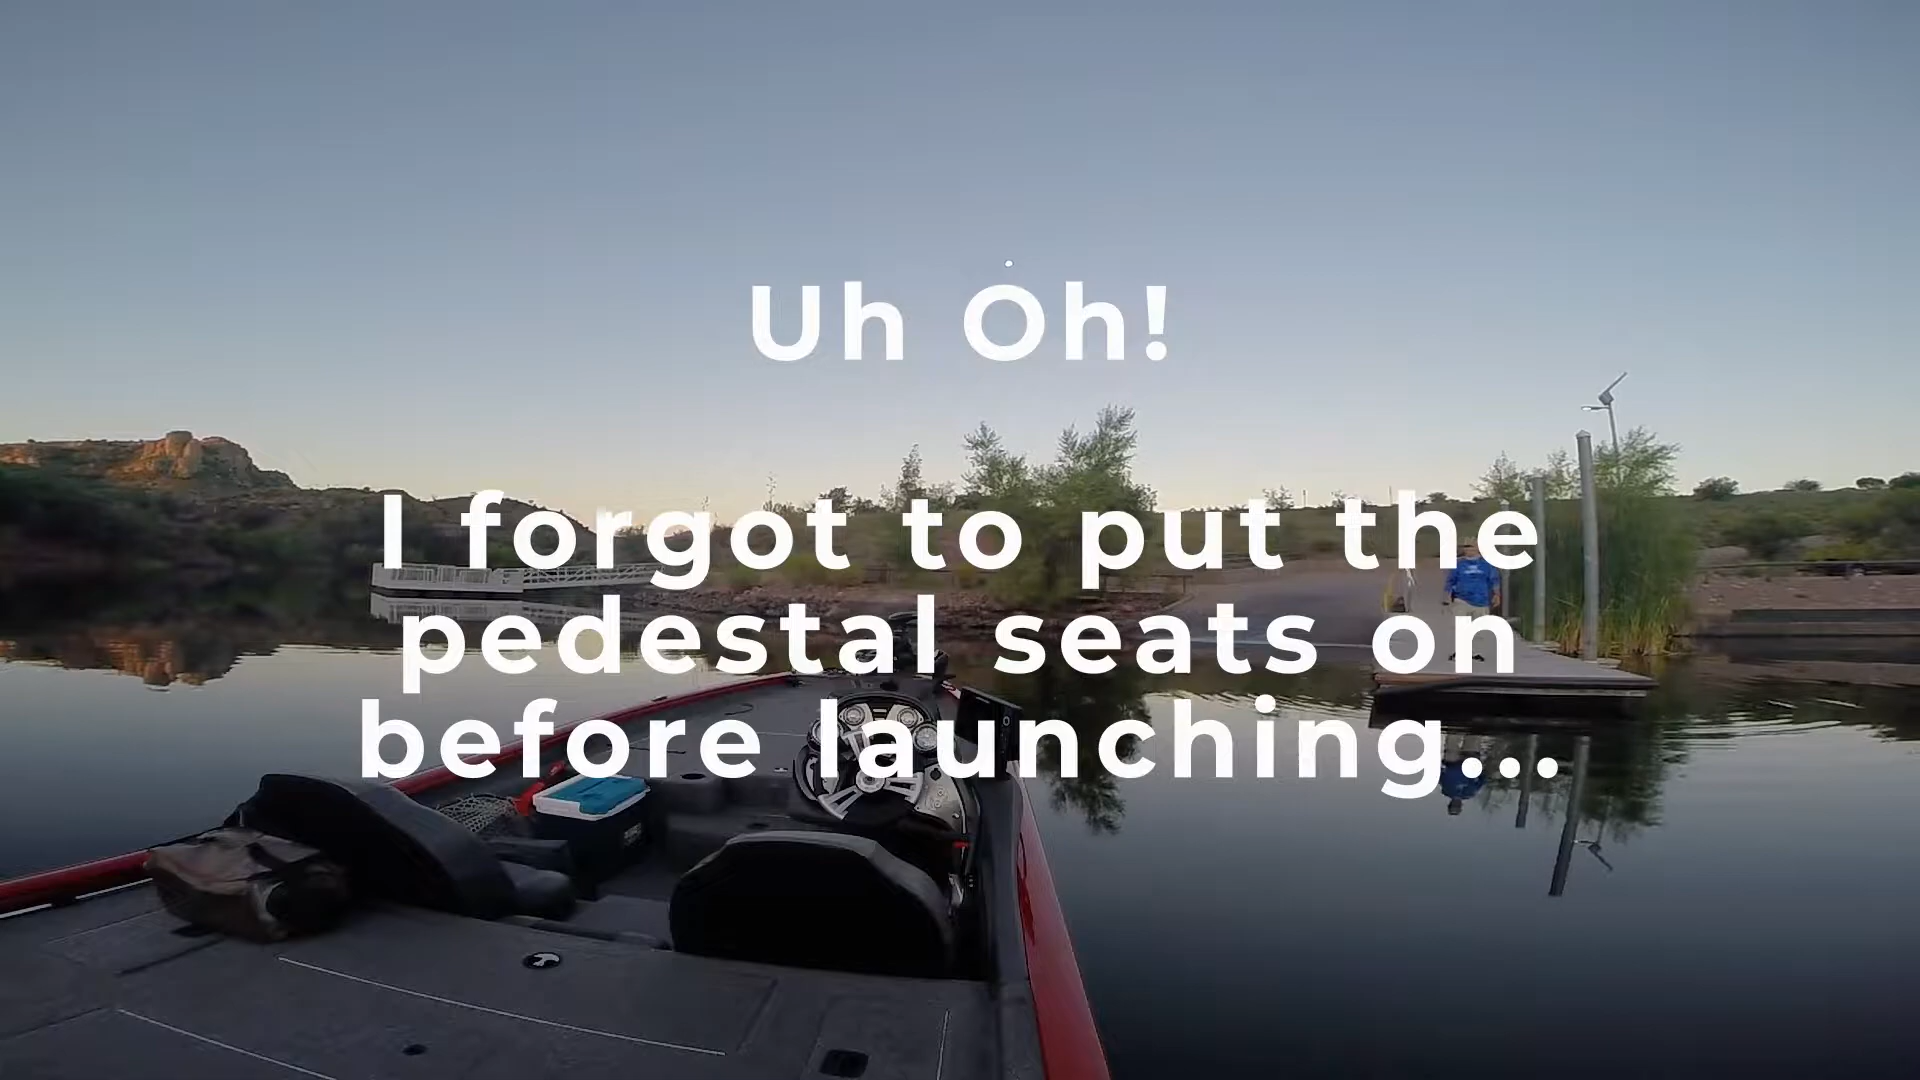 Uh Oh!
I forgot to put the
pedestal seats on
before launching...